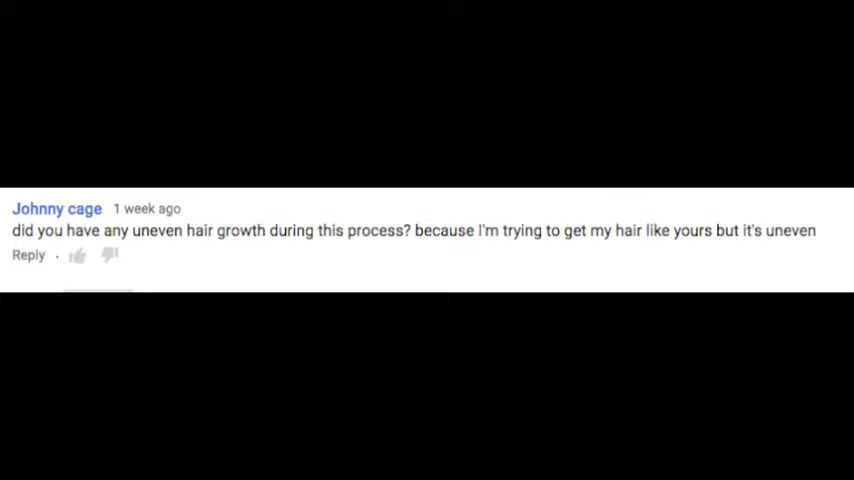 Johnny cage 1 week ago
did you have any uneven hair growth during this process? because I'm trying to get my hair like yours but it's uneven
Reply ·